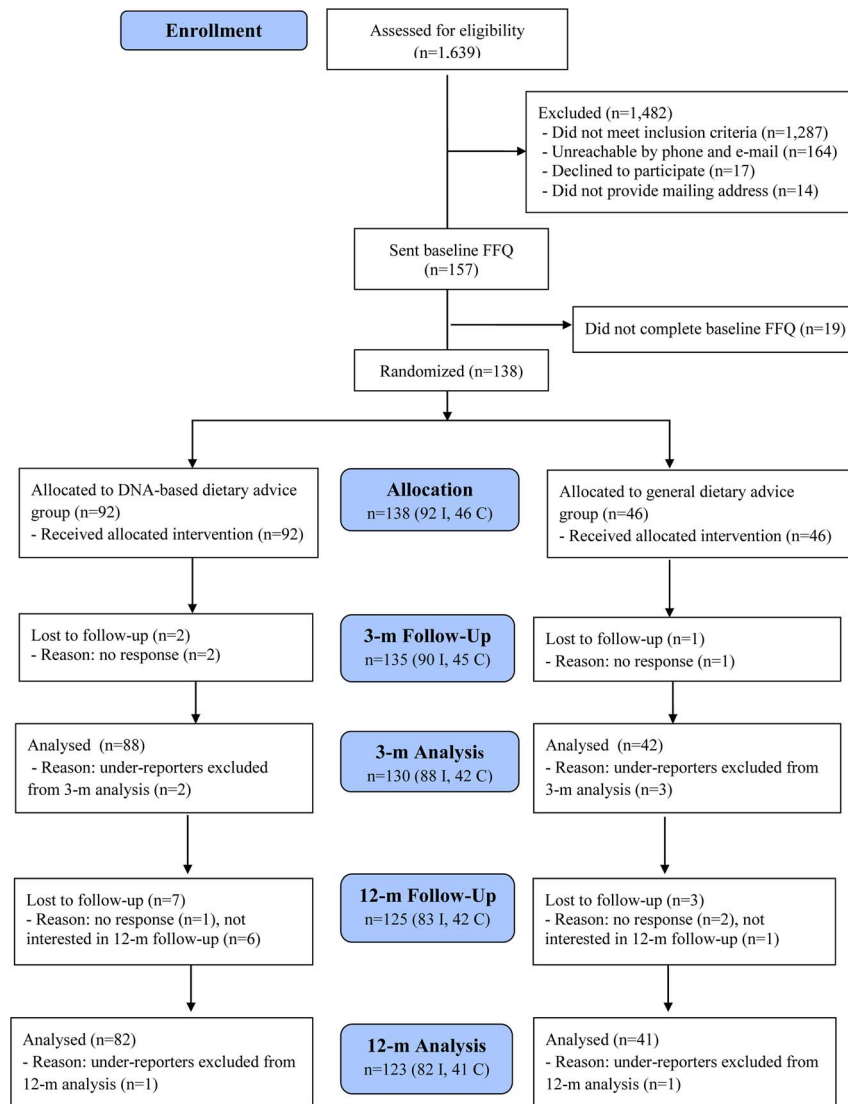 Enrollment
Assessed for eligibility
(n=1,639)
Excluded (n=1,482)
- Did not meet inclusion criteria (n=1,287)
- Unreachable by phone and e-mail (n=164)
- Declined to participate (n=17)
- Did not provide mailing address (n=14)
Sent baseline FFQ
(n=157)
Did not complete baseline FFQ (n=19)
Randomized (n=138)
Allocated to DNA-based dietary advice
group (n=92)
- Received allocated intervention (n=92)
Allocation
n=138 (92 I, 46 C)
Allocated to general dietary advice
group (n=46)
- Received allocated intervention (n=46)
Lost to follow-up (n=2)
- Reason: no response (n=2)
3-m Follow-Up
n=135 (90 I, 45 C)
Lost to follow-up (n=1)
- Reason: no response (n=1)
Analysed (n=88)
- Reason: under-reporters excluded
from 3-m analysis (n=2)
3-m Analysis
n=130 (88 I, 42 C)
Analysed (n=42)
- Reason: under-reporters excluded from
3-m analysis (n=3)
Lost to follow-up (n=7)
- Reason: no response (n=1), not
interested in 12-m follow-up (n=6)
12-m Follow-Up
n=125 (83 I, 42 C)
Lost to follow-up (n=3)
- Reason: no response (n=2), not
interested in 12-m follow-up (n=1)
Analysed (n=82)
- Reason: under-reporters excluded from
12-m analysis (n=1)
12-m Analysis
n=123 (82 I, 41 C)
Analysed (n=41)
- Reason: under-reporters excluded from
12-m analysis (n=1)